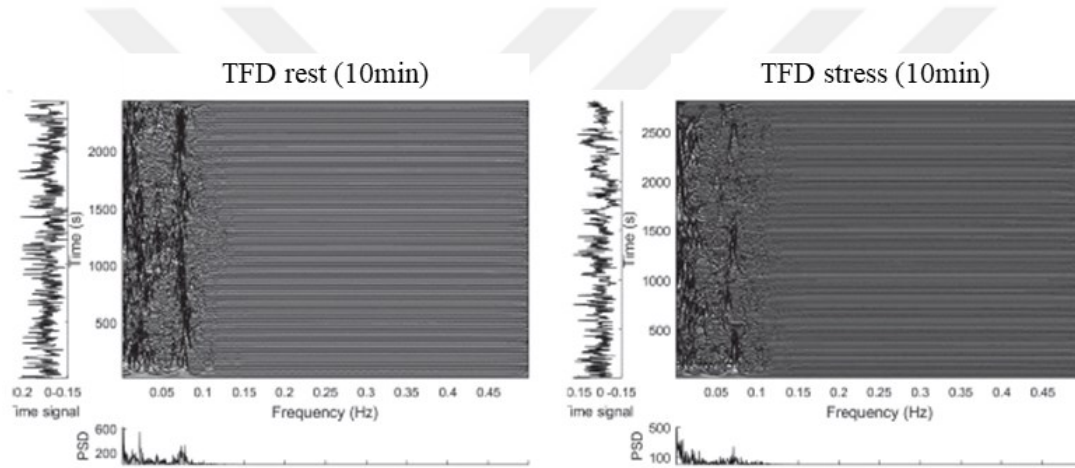 TFD rest (10min)
2000
1500
1000
500
Time (s)
0.05 0.1 0.15 0.2 0.25 0.3 0.35 0.4 0.45
Frequency (Hz)
0.2 0-0.15
ime signal
600
200
PSD
TFD stress (10min)
2500
2000
1500
1000
500
Time (s)
0.05 0.1 0.15 0.2 0.25 0.3 0.35 0.4 0.45
Frequency (Hz)
0.15 0-0.15
ime signal
500
100
PSD